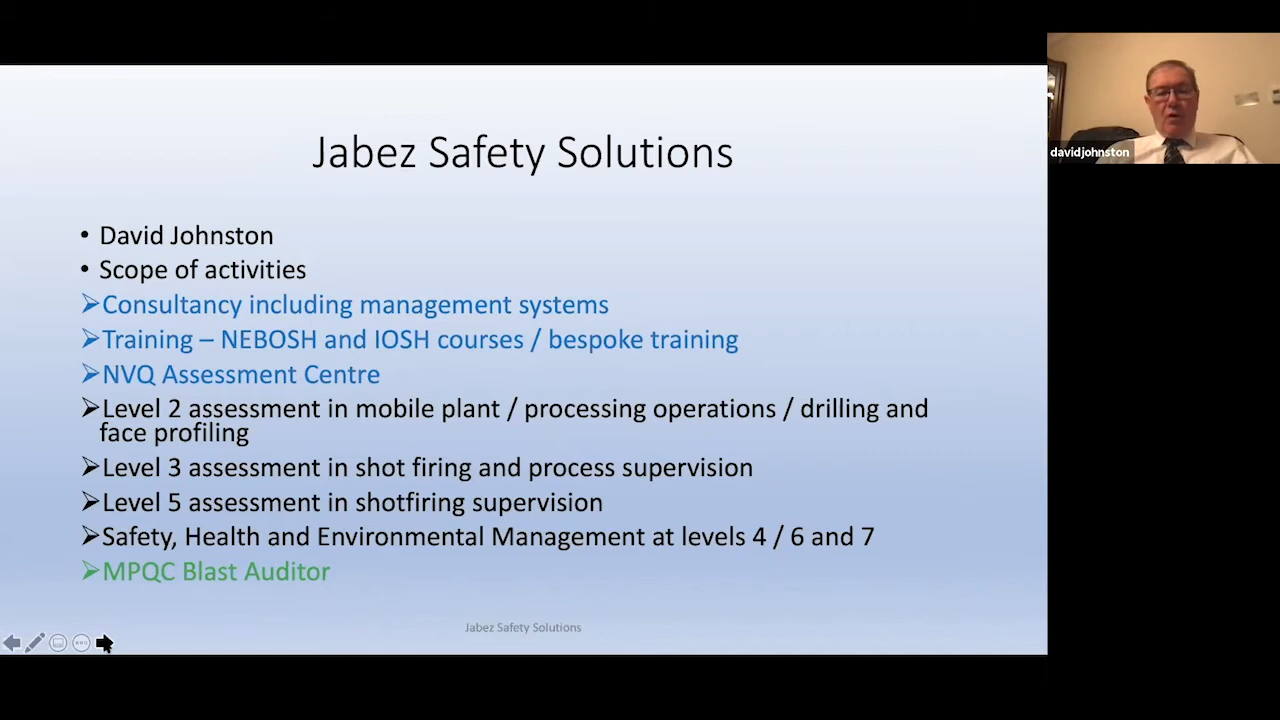 Jabez Safety Solutions
• David Johnston
• Scope of activities
➢Consultancy including management systems
➢Training – NEBOSH and IOSH courses / bespoke training
➢NVQ Assessment Centre
➢Level 2 assessment in mobile plant / processing operations / drilling and
face profiling
➢Level 3 assessment in shot firing and process supervision
➢Level 5 assessment in shotfiring supervision
➢Safety, Health and Environmental Management at levels 4 / 6 and 7
➢MPQC Blast Auditor
Jabez Safety Solutions
davidjohnston